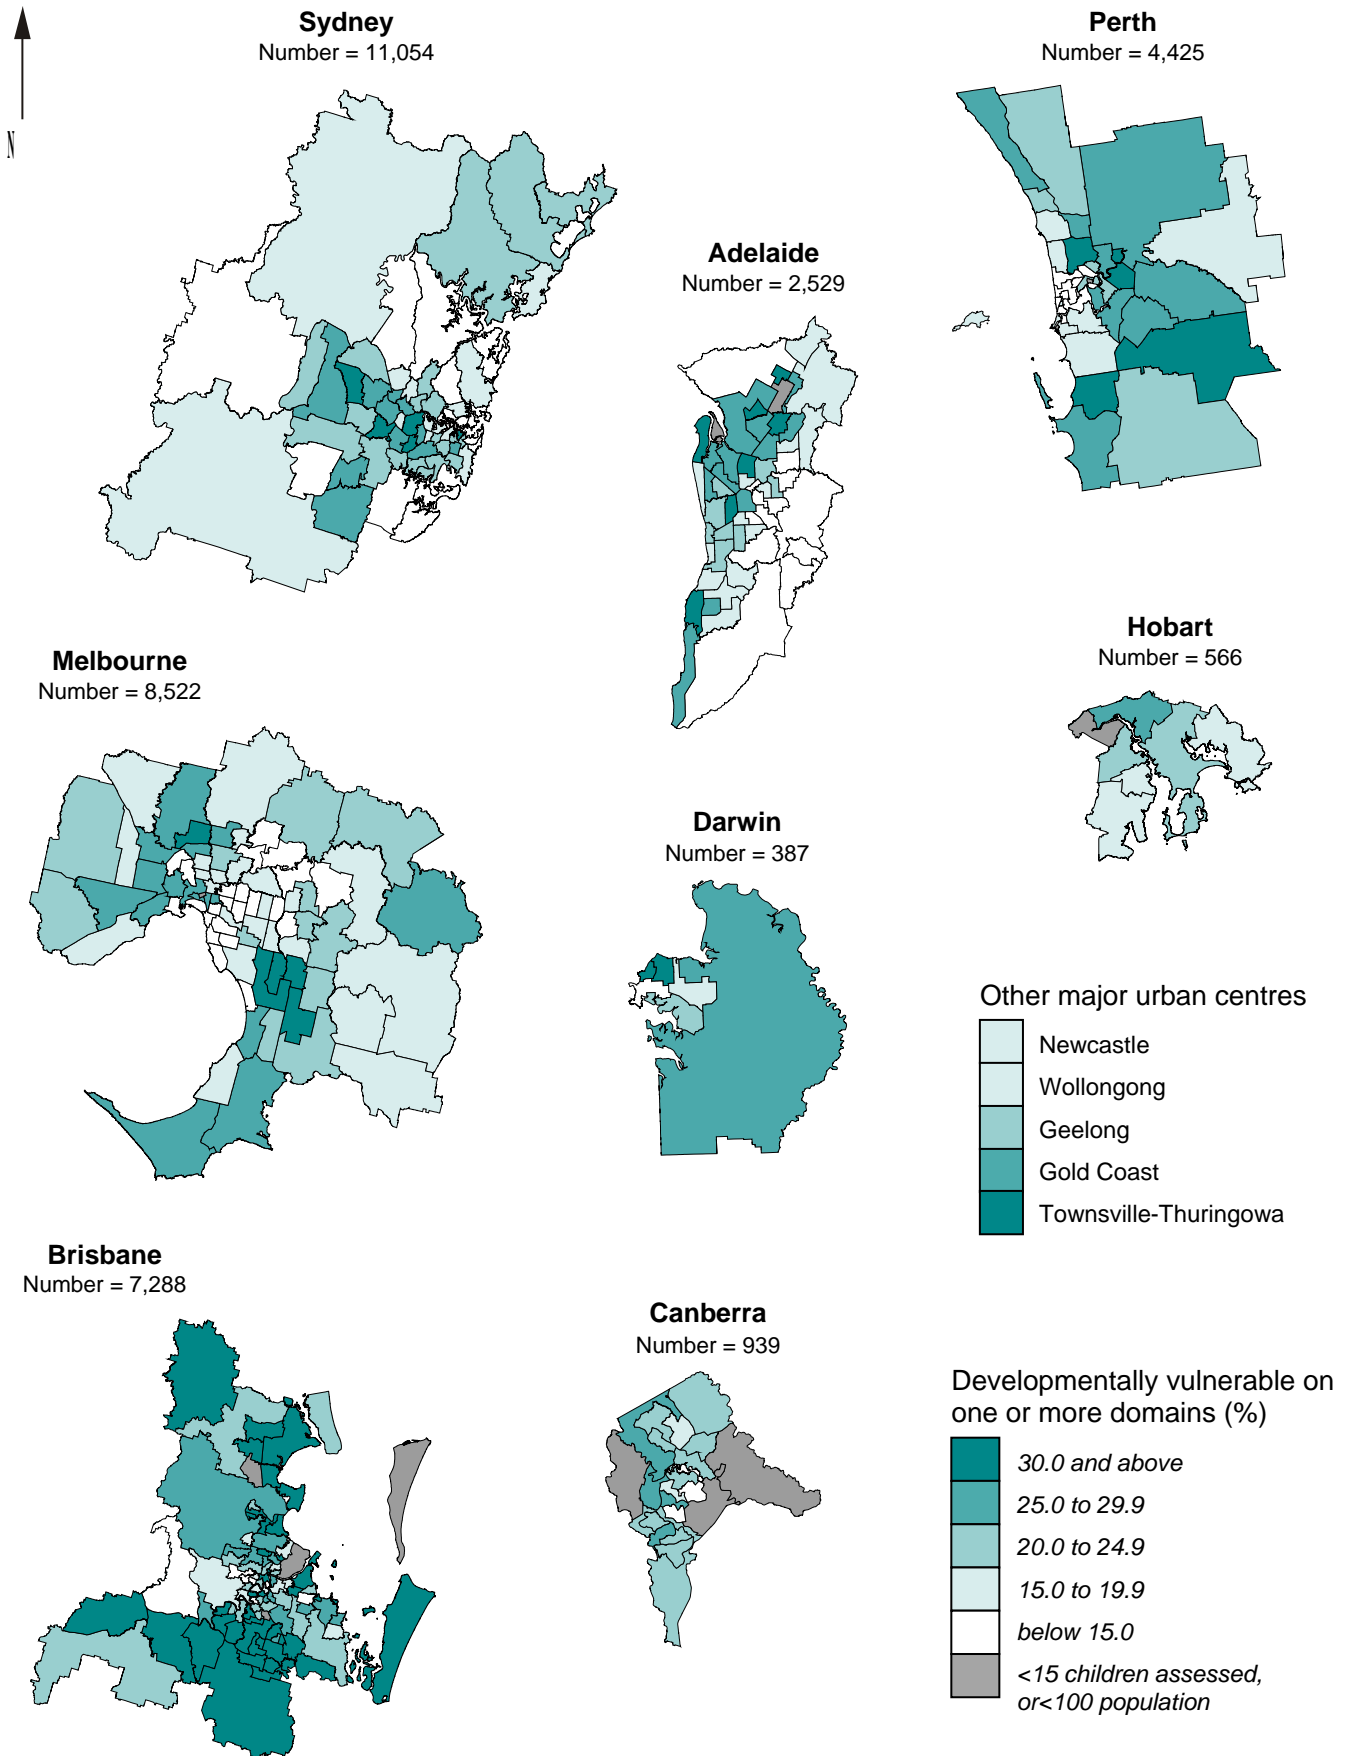 Sydney
Number = 11,054
Perth
Number = 4,425
N
Adelaide
Number = 2,529
Hobart
Number = 566
Melbourne
Number = 8,522
Darwin
Number = 387
Other major urban centres
Newcastle
Wollongong
Geelong
Gold Coast
Townsville-Thuringowa
Brisbane
Number = 7,288
Canberra
Number = 939
Developmentally vulnerable on
one or more domains (%)
30.0 and above
25.0 to 29.9
20.0 to 24.9
15.0 to 19.9
below 15.0
<15 children assessed,
or<100 population